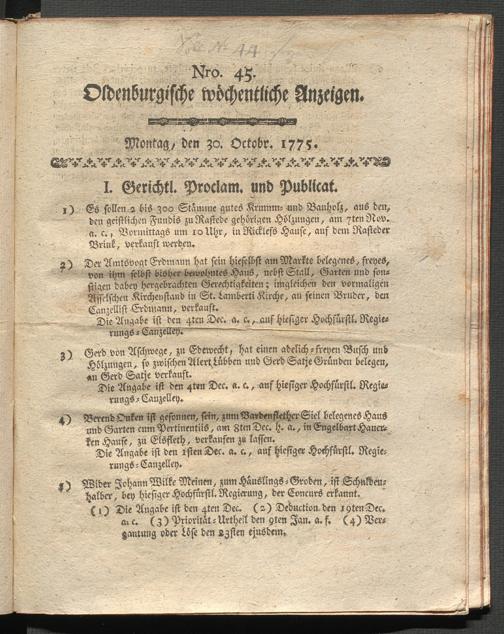 Nro. 45.
Oldenburgische wöchentliche Anzeigen.
Montag, den 30. Octobr. 1775.
I. Gerichtl. Proclam. und Publicat.
1) Es sollen 2 bis 300 Stämme gutes Krumm- und Bauholz, aus den,
den geistlichen Fundis zu Rastede gehörigen Hölzungen, am 7ten Nov.
a. c., Vormittags um 10 Uhr, in Ricklefs Hause, auf dem Rasteder
Brink, verkauft werden.
2) Der Amtsvogt Erdmann hat sein hieselbst am Markte belegenes, freyes,
von ihm selbst bisher bewohntes Haus, nebst Stall, Garten und son-
stigen dabey hergebrachten Gerechtigkeiten; imgleichen den vormaligen
Kirchenstand in St. Lamberti Kirche, an seinen Bruder, den
Canzellist Erdmann, verkauft.
Die Angabe ist den 4ten Dec. a. c., auf hiesiger Hochfürstl. Regie-
rungs-Canzelley.
3) Gerd von Aschwege, zu Edewecht, hat einen adelich-freyen Busch und
Hölzungen, so zwischen Alert Lübben und Gerd Satje Gründen belegen,
an Gerd Satje verkauft.
Die Angabe ist den 4ten Dec. a. c., auf hiesiger Hochfürstl. Regie-
rungs-Canzelley.
4) Berend Onken ist gesonnen, sein, zum Vardenflether Siel belegenes Haus
und Garten cum Pertinentiis, am 8ten Dec. h. a., in Engelbart Hauer-
ken Hause, zu Elsfleth, verkaufen zu lassen.
Die Angabe ist den 1sten Dec. a. c., auf hiesiger Hochfürstl. Regie-
rungs-Canzelley.
5) Wider Johann Wilke Meinen, zum Häuslings-Groben, ist Schulden-
halber, bey hiesiger Hochfürstl. Regierung, der Concurs erkannt.
(1) Die Angabe ist den 4ten Dec. (2) Deduction den 19ten Dec.
a. c. (3) Priorität-Urtheil den 9ten Jan. a. f. (4) Ver-
gantung oder Löse den 23sten ejusdem.